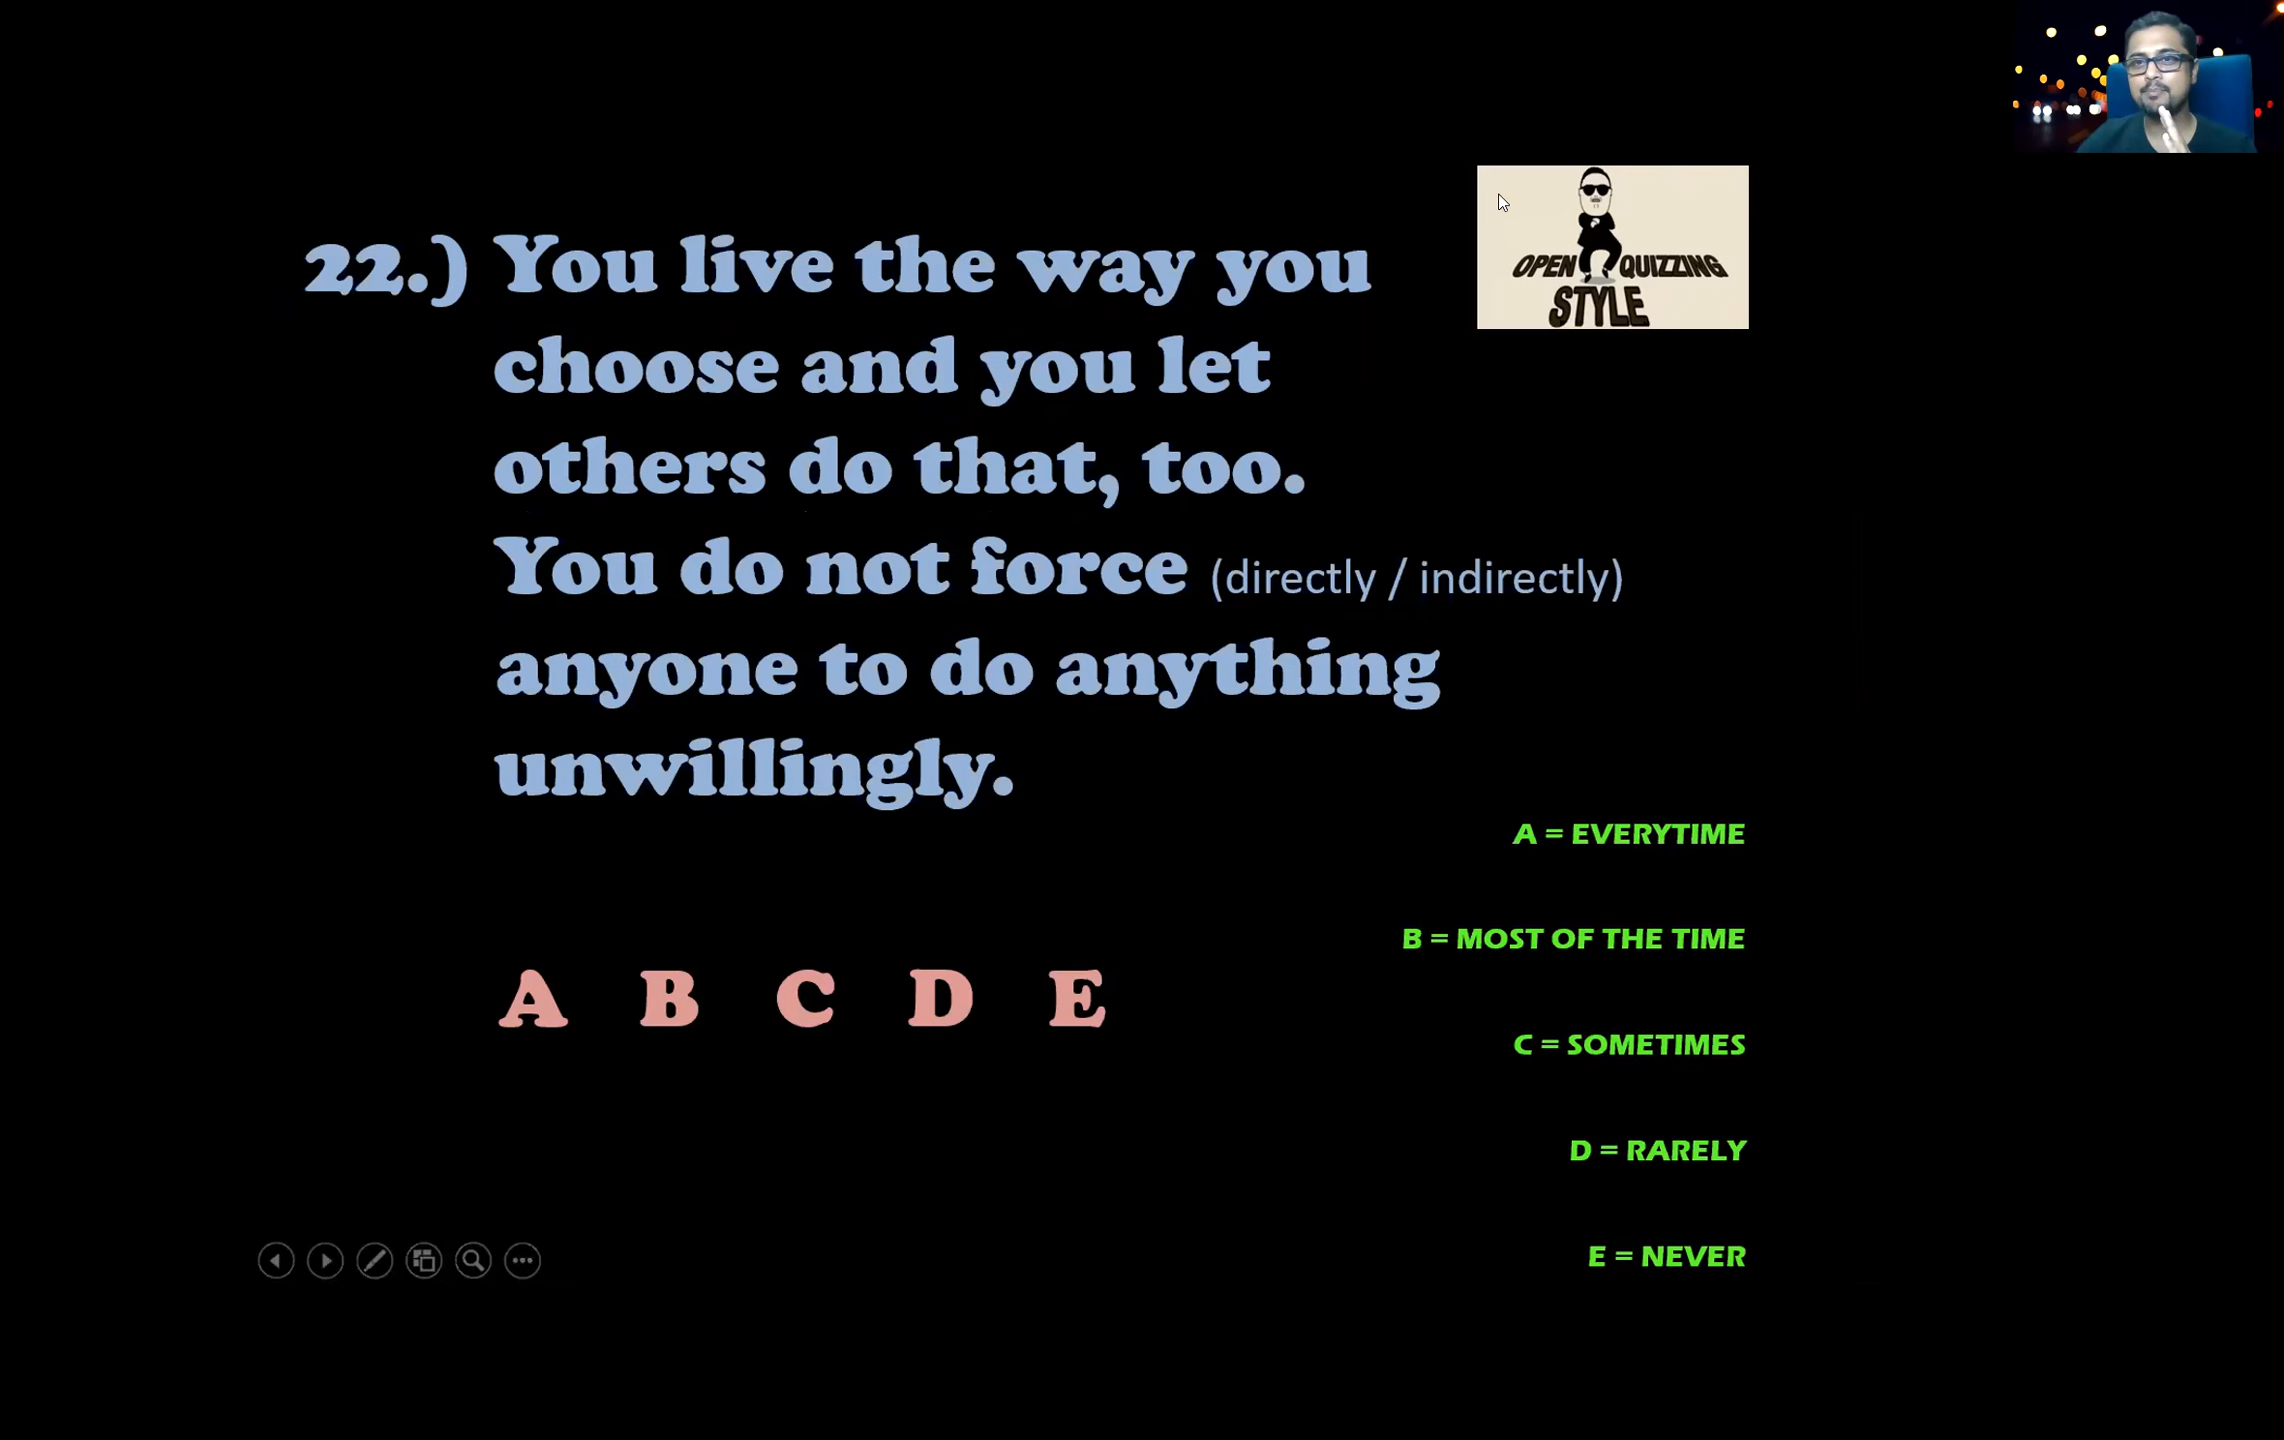 22.) You live the way you
choose and you let
others do that, too.
You do not force (directly / indirectly)
anyone to do anything
unwillingly.
OPEN QUIZZING
STYLE
A B C D E
A = EVERYTIME
B = MOST OF THE TIME
C = SOMETIMES
D = RARELY
E = NEVER